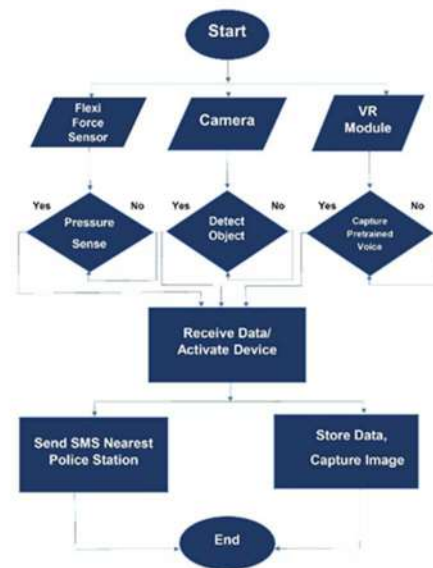 Start
Flexi
Force
Sensor
Camera
VR
Module
Yes
No
Yes
No
Yes
No
Pressure
Sense
Detect
Object
Capture
Pretrained
Voice
Receive Data/
Activate Device
Send SMS Nearest
Police Station
Store Data,
Capture Image
End